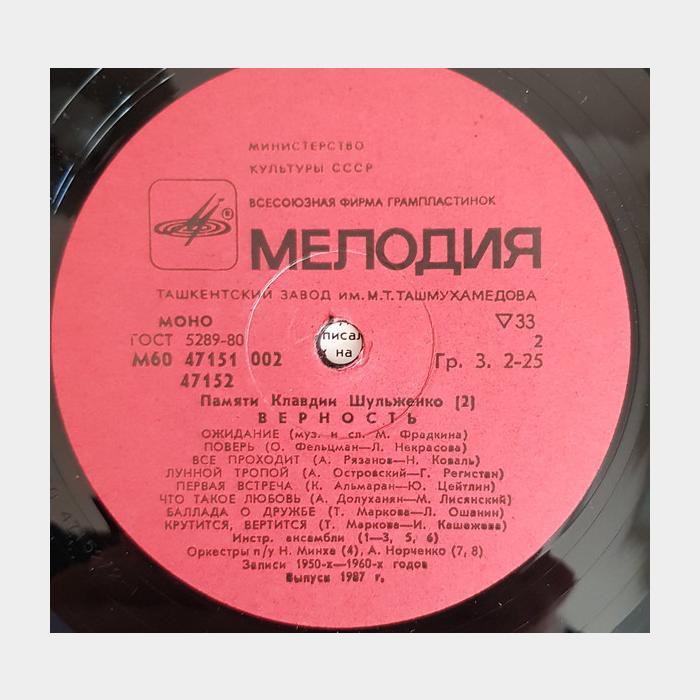 МИНИСТЕРСТВО
КУЛЬТУРЫ СССР
ВСЕСОЮЗНАЯ ФИРМА ГРАМПЛАСТИНОК
®
МЕЛОДИЯ
ТАШКЕНТСКИЙ ЗАВОД ИМ. М.Т. ТАШМУХАМЕДОВА
МОНО ▽33
ГОСТ 5289-80 2
М60 47151 002 Гр. 3. 2-25
47152
на
Памяти Клавдии Шульженко (2)
ВЕРНОСТЬ
ОЖИДАНИЕ (муз. и сл. М. Фрадкина)
ПОВЕРЬ (О. Фельцман—Л. Некрасова)
ВСЕ ПРОХОДИТ (А. Рязанов—Н. Коваль)
ЛУННОЙ ТРОПОЙ (А. Островский—Г. Регистан)
ПЕРВАЯ ВСТРЕЧА (К. Альмаран—Ю. Цейтлин)
ЧТО ТАКОЕ ЛЮБОВЬ (А. Долуханян—М. Лисянский)
БАЛЛАДА О ДРУЖБЕ (Т. Маркова—Л. Ошанин)
КРУТИТСЯ, ВЕРТИТСЯ (Т. Маркова—И. Кашежева)
Инстр. ансамбли (1—3, 5, 6)
Оркестры п/у Н. Минха (4), А. Норченко (7, 8)
Записи 1950-х—1960-х годов
Выпуск 1987 г.